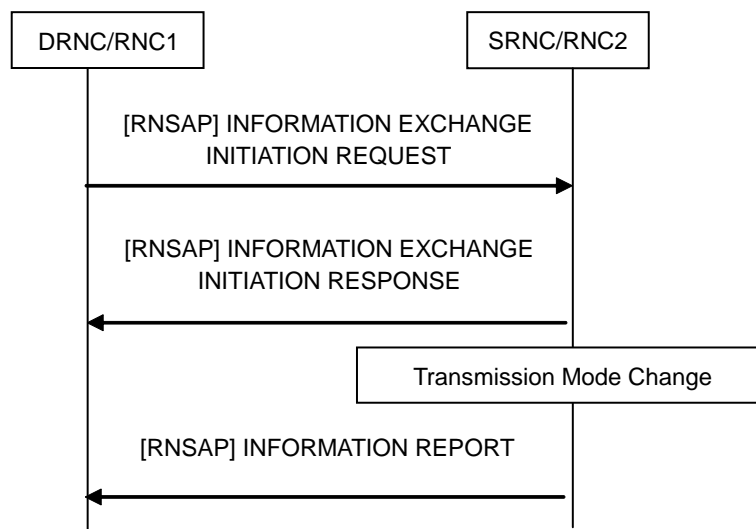 DRNC/RNC1
SRNC/RNC2
[RNSAP] INFORMATION EXCHANGE
INITIATION REQUEST
[RNSAP] INFORMATION EXCHANGE
INITIATION RESPONSE
Transmission Mode Change
[RNSAP] INFORMATION REPORT